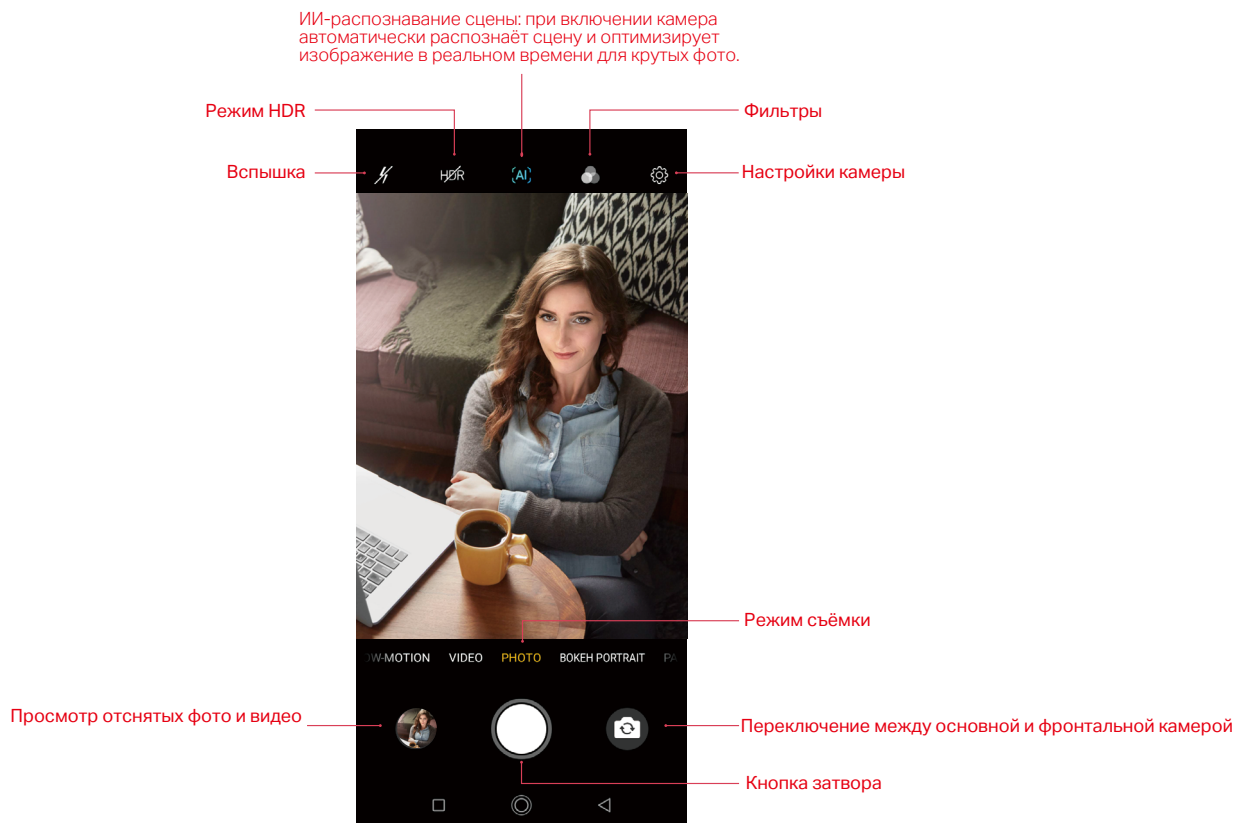 ИИ-распознавание сцены: при включении камера
автоматически распознаёт сцену и оптимизирует
изображение в реальном времени для крутых фото.
Режим HDR
Фильтры
Вспышка
HDR
[AI]
Настройки камеры
Режим съёмки
OW-MOTION VIDEO PHOTO BOKEH PORTRAIT PA
Просмотр отснятых фото и видео
Переключение между основной и фронтальной камерой
Кнопка затвора